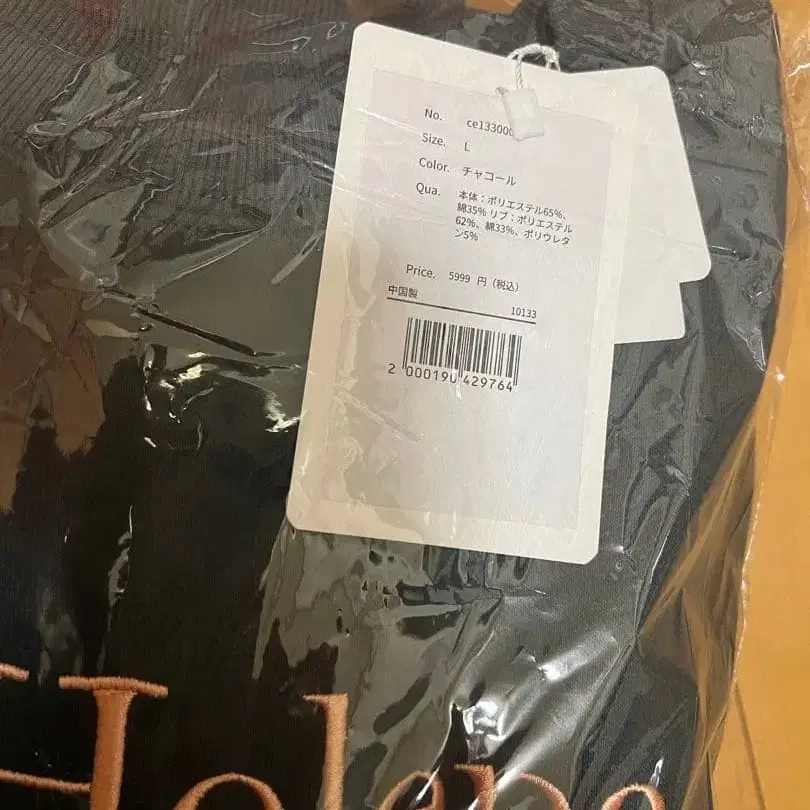 No. ce133000
Size. L
Color. チャコール
Qua. 本体：ポリエステル65%、
綿35% リブ：ポリエステル
62%、綿33%、ポリウレタ
ン5%
Price. 5999 円（税込）
中国製
10133
2 000190 429764